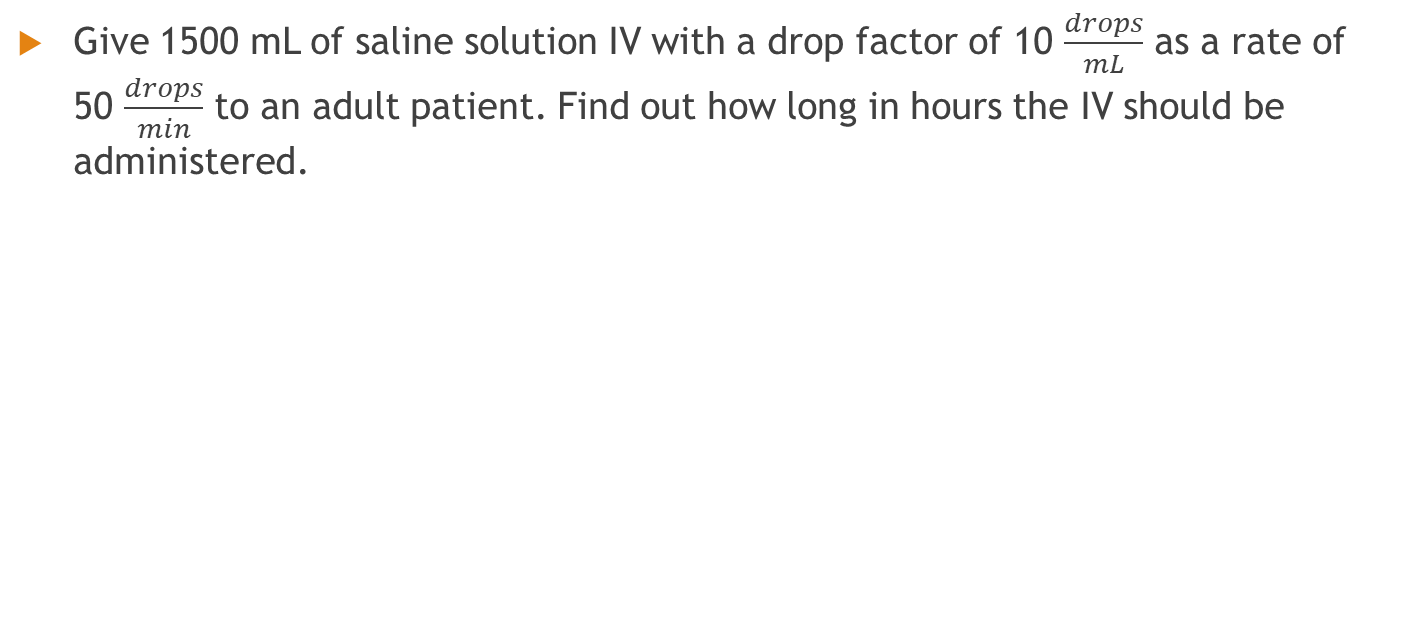 Give 1500 mL of saline solution IV with a drop factor of 10 drops/mL as a rate of
50 drops/min to an adult patient. Find out how long in hours the IV should be
administered.